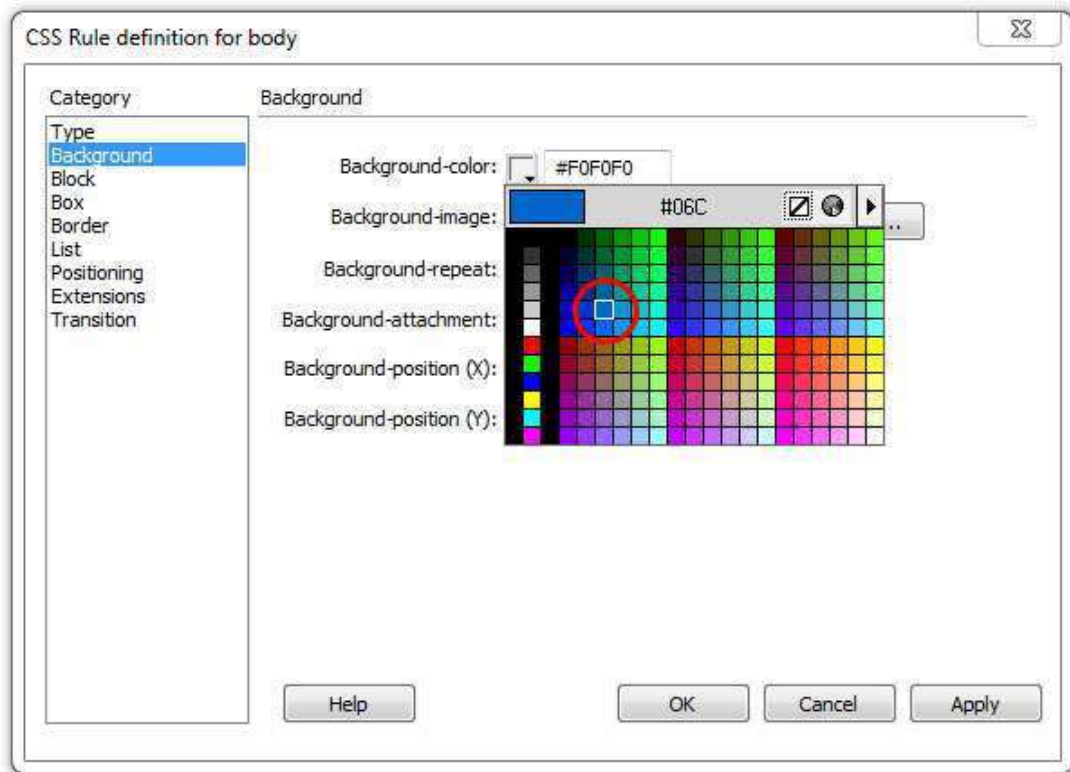 CSS Rule definition for body
Category
Background
Type
Background
Block
Box
Border
List
Positioning
Extensions
Transition
Background-color:
#F0F0F0
#06C
Background-image:
..
Background-repeat:
Background-attachment:
Background-position (X):
Background-position (Y):
Help
OK
Cancel
Apply